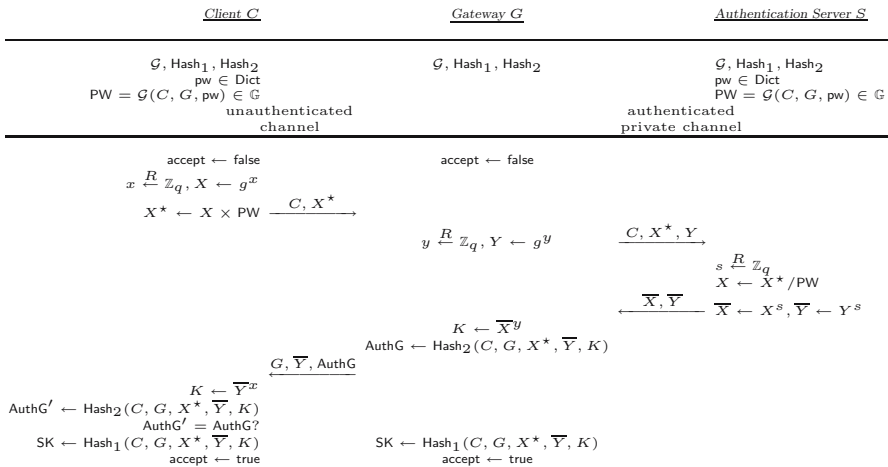 Client C Gateway G Authentication Server S
𝒢, Hash₁, Hash₂ 𝒢, Hash₁, Hash₂ 𝒢, Hash₁, Hash₂
pw ∈ Dict pw ∈ Dict
PW = 𝒢(C, G, pw) ∈ 𝔾 PW = 𝒢(C, G, pw) ∈ 𝔾
unauthenticated authenticated
channel private channel
accept ← false accept ← false
x ←R ℤq, X ← g^x
X⋆ ← X × PW C, X⋆
y ←R ℤq, Y ← g^y C, X⋆, Y
s ←R ℤq
X ← X⋆/PW
X̅, Y̅ X̅ ← X^s, Y̅ ← Y^s
K ← X̅^y
AuthG ← Hash₂(C, G, X⋆, Y̅, K)
G, Y̅, AuthG
K ← Y̅^x
AuthG′ ← Hash₂(C, G, X⋆, Y̅, K)
AuthG′ = AuthG?
SK ← Hash₁(C, G, X⋆, Y̅, K) SK ← Hash₁(C, G, X⋆, Y̅, K)
accept ← true accept ← true